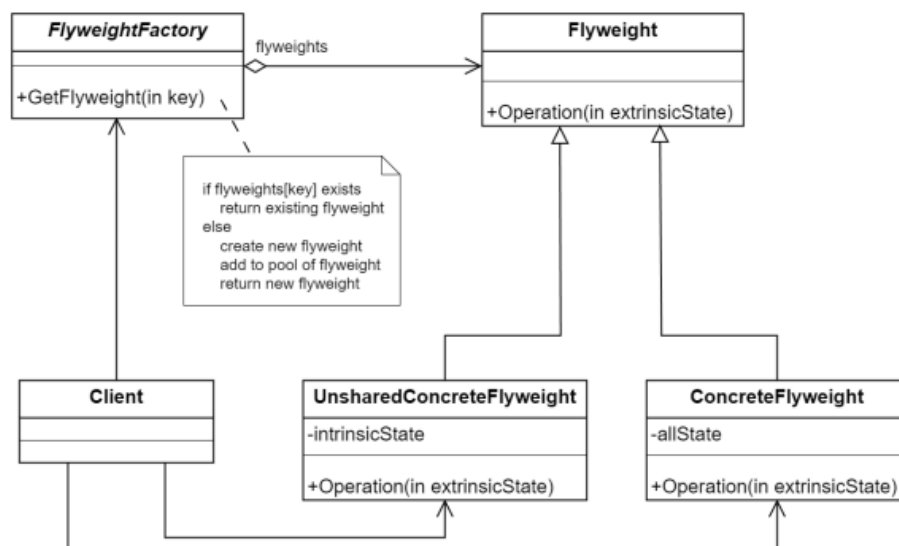 FlyweightFactory
+GetFlyweight(in key)
flyweights
Flyweight
+Operation(in extrinsicState)
if flyweights[key] exists
return existing flyweight
else
create new flyweight
add to pool of flyweight
return new flyweight
Client
UnsharedConcreteFlyweight
-intrinsicState
+Operation(in extrinsicState)
ConcreteFlyweight
-allState
+Operation(in extrinsicState)